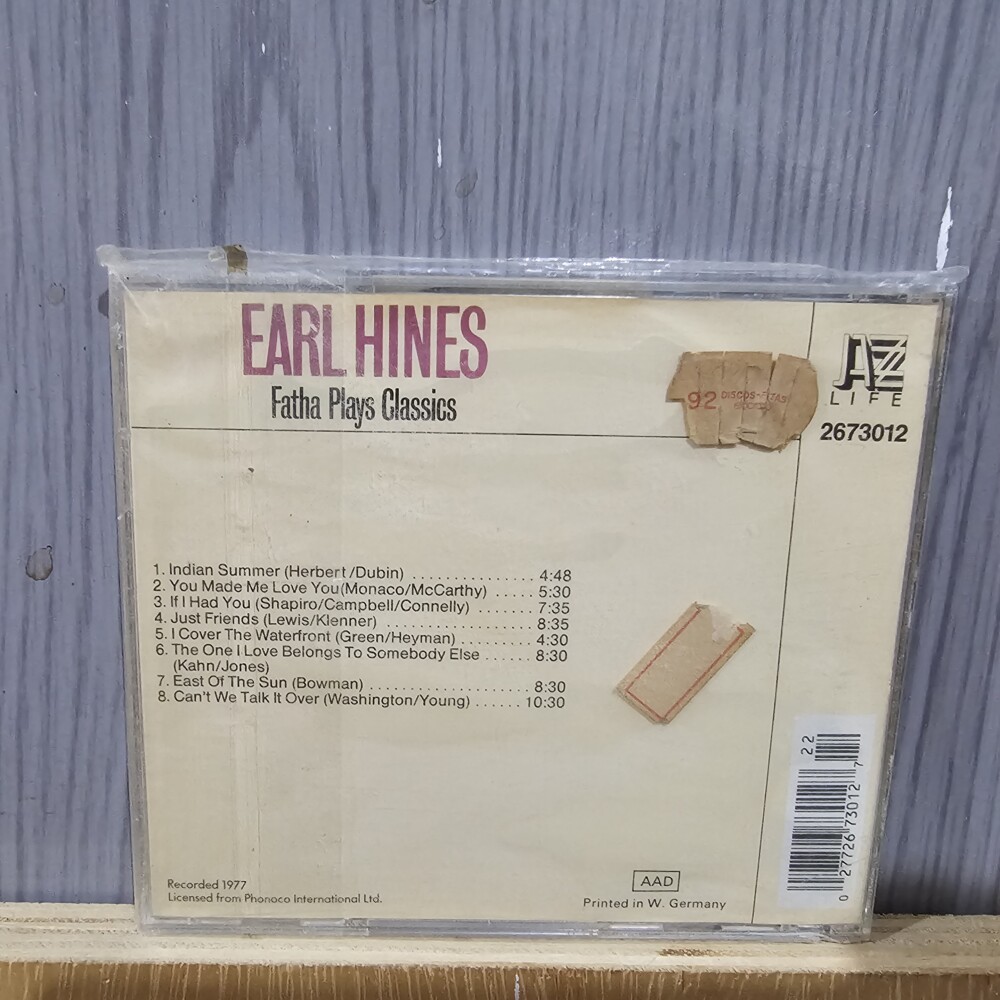 EARL HINES
Fatha Plays Classics
92 DISCOS-FITAS
JAZZ
LIFE
2673012
1. Indian Summer (Herbert/Dubin) ............... 4:48
2. You Made Me Love You(Monaco/McCarthy) ..... 5:30
3. If I Had You (Shapiro/Campbell/Connelly) ....... 7:35
4. Just Friends (Lewis/Klenner) ................... 8:35
5. I Cover The Waterfront (Green/Heyman) ......... 4:30
6. The One I Love Belongs To Somebody Else ...... 8:30
(Kahn/Jones)
7. East Of The Sun (Bowman) .................... 8:30
8. Can't We Talk It Over (Washington/Young) ...... 10:30
22
0 27726 73012 7
Recorded 1977
Licensed from Phonoco International Ltd.
AAD
Printed in W. Germany